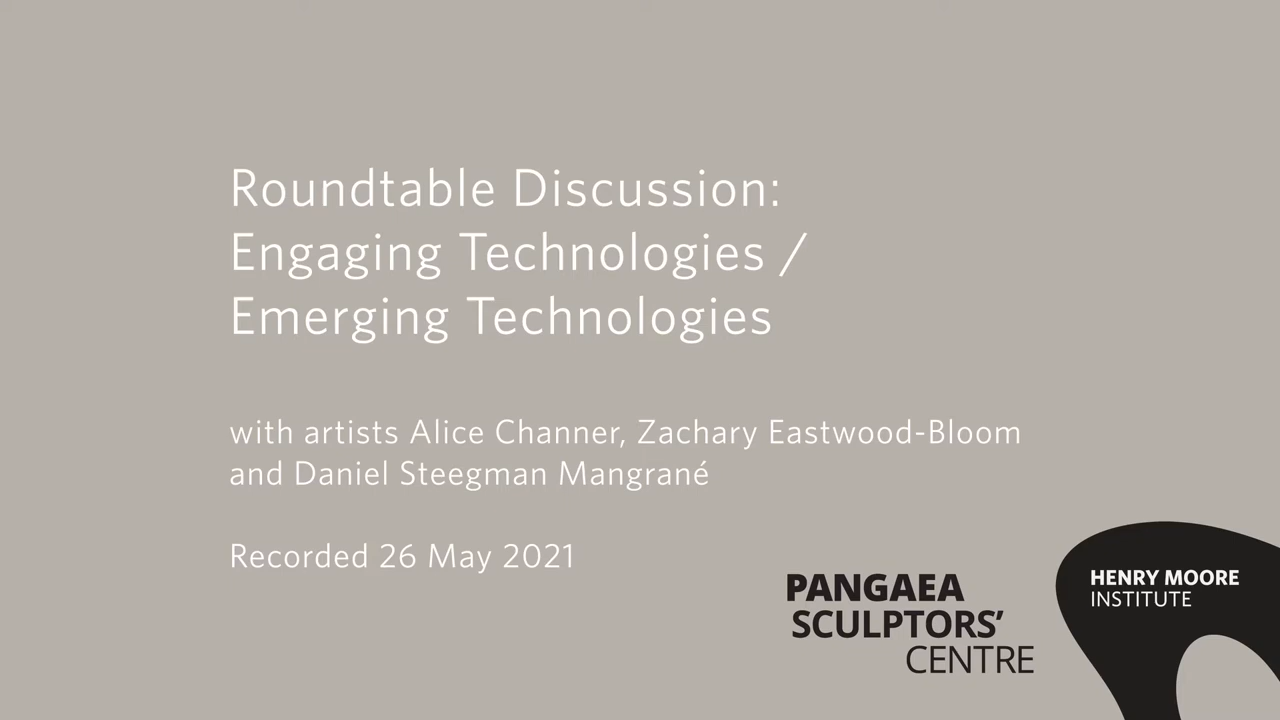 Roundtable Discussion:
Engaging Technologies /
Emerging Technologies
with artists Alice Channer, Zachary Eastwood-Bloom
and Daniel Steegman Mangrané
Recorded 26 May 2021
PANGAEA
SCULPTORS’
CENTRE
HENRY MOORE
INSTITUTE